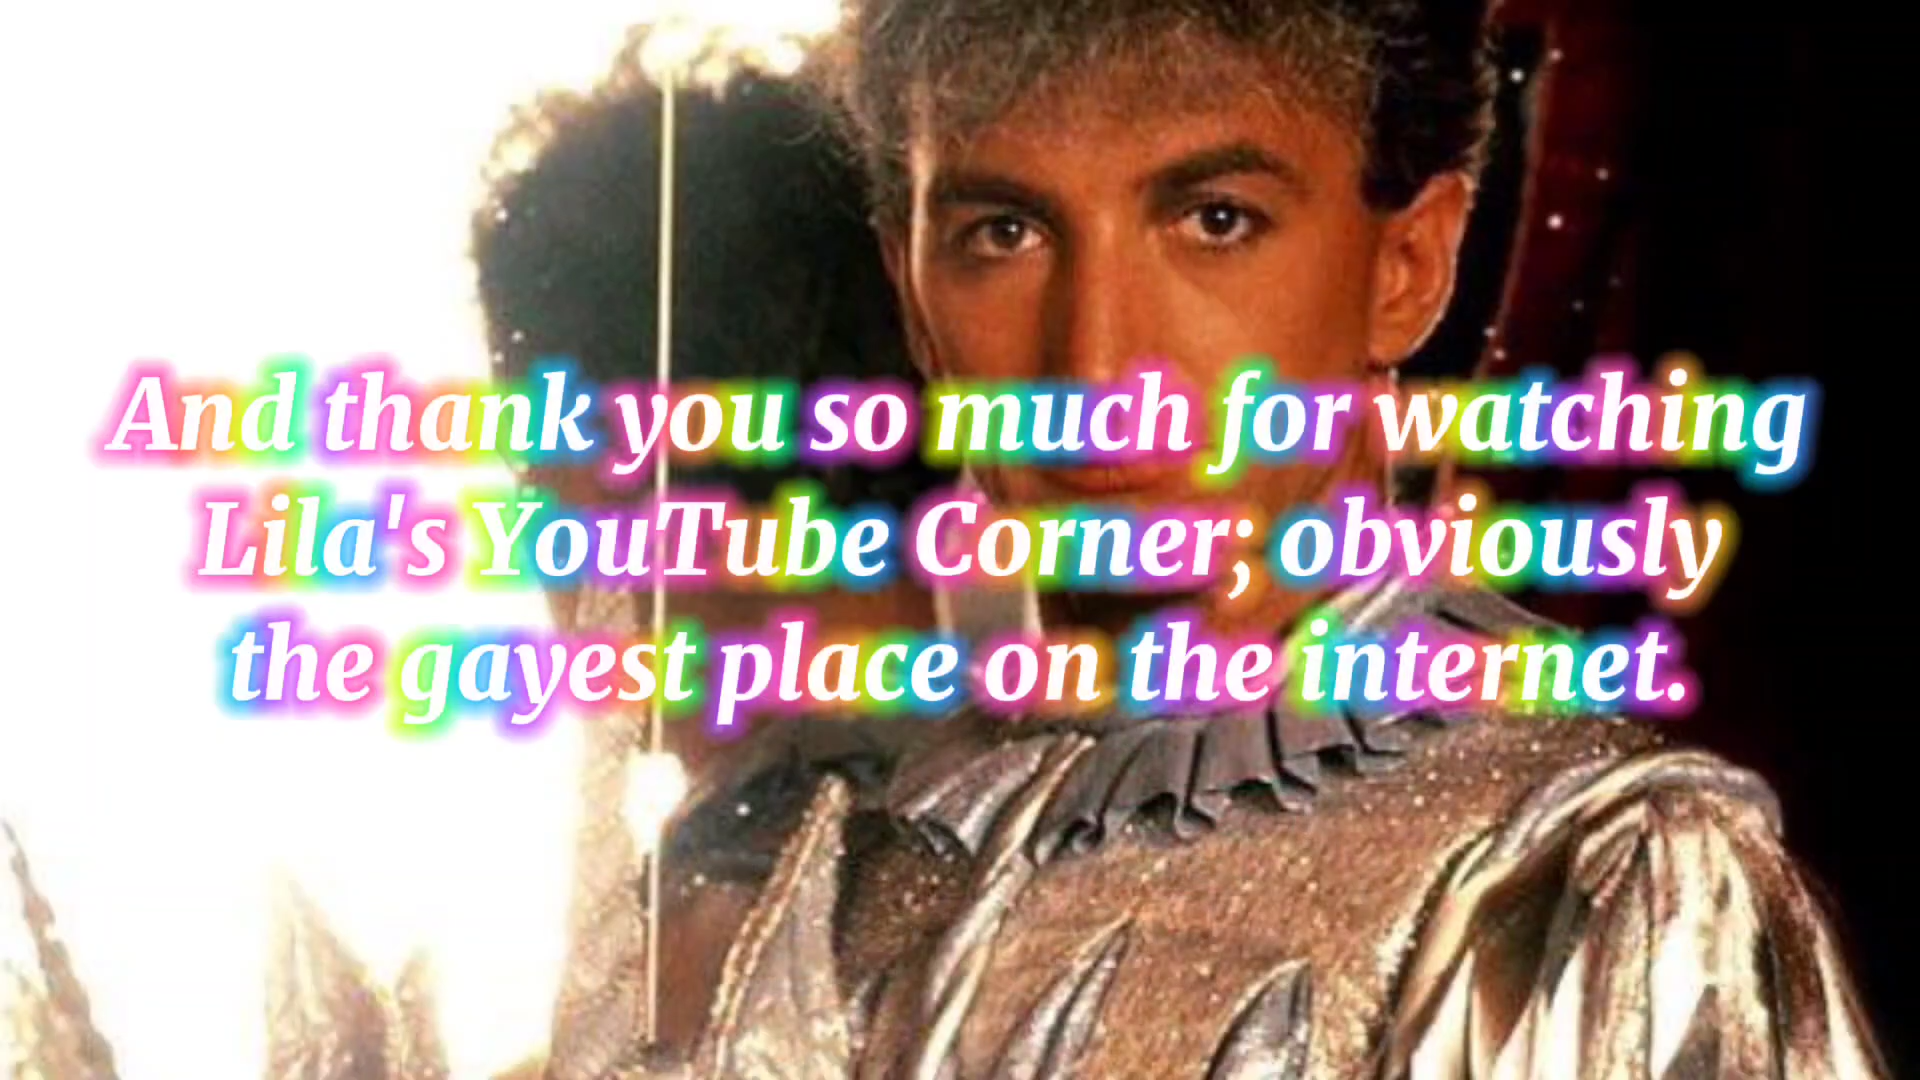 And thank you so much for watching
Lila's YouTube Corner; obviously
the gayest place on the internet.